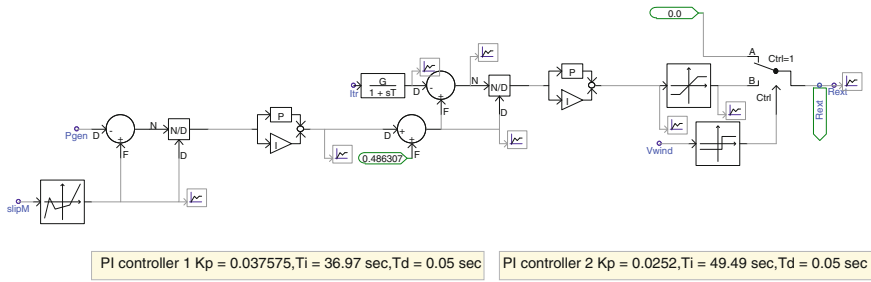 0.0
A
Ctrl=1
B
Ctrl
Rext
Rext
G
1 + sT
Itr
D
-
+
F
N
N/D
D
P
I
Vwind
Pgen
D
-
+
F
N
N/D
D
P
I
D
+
+
F
0.486307
slipM
PI controller 1 Kp = 0.037575,Ti = 36.97 sec,Td = 0.05 sec
PI controller 2 Kp = 0.0252,Ti = 49.49 sec,Td = 0.05 sec